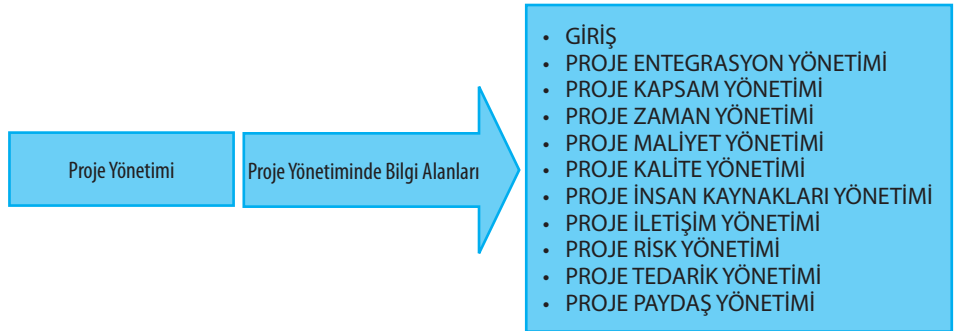 Proje Yönetimi
Proje Yönetiminde Bilgi Alanları
• GİRİŞ
• PROJE ENTEGRASYON YÖNETİMİ
• PROJE KAPSAM YÖNETİMİ
• PROJE ZAMAN YÖNETİMİ
• PROJE MALİYET YÖNETİMİ
• PROJE KALİTE YÖNETİMİ
• PROJE İNSAN KAYNAKLARI YÖNETİMİ
• PROJE İLETİŞİM YÖNETİMİ
• PROJE RİSK YÖNETİMİ
• PROJE TEDARİK YÖNETİMİ
• PROJE PAYDAŞ YÖNETİMİ